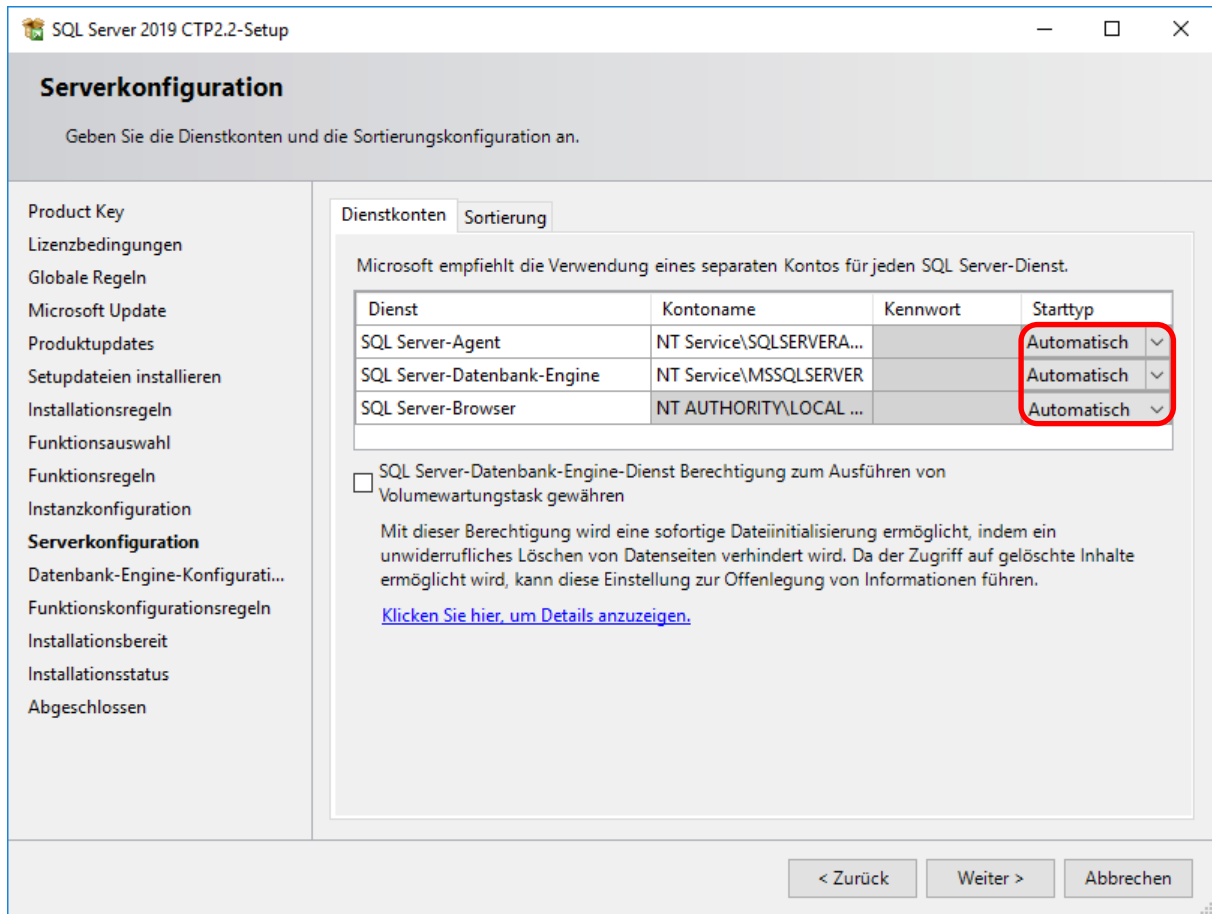 SQL Server 2019 CTP2.2-Setup
Serverkonfiguration
Geben Sie die Dienstkonten und die Sortierungskonfiguration an.
Product Key
Lizenzbedingungen
Globale Regeln
Microsoft Update
Produktupdates
Setupdateien installieren
Installationsregeln
Funktionsauswahl
Funktionsregeln
Instanzkonfiguration
Serverkonfiguration
Datenbank-Engine-Konfigurati...
Funktionskonfigurationsregeln
Installationsbereit
Installationsstatus
Abgeschlossen
Dienstkonten Sortierung
Microsoft empfiehlt die Verwendung eines separaten Kontos für jeden SQL Server-Dienst.
Dienst Kontoname Kennwort Starttyp
SQL Server-Agent NT Service\SQLSERVERA... Automatisch
SQL Server-Datenbank-Engine NT Service\MSSQLSERVER Automatisch
SQL Server-Browser NT AUTHORITY\LOCAL ... Automatisch
SQL Server-Datenbank-Engine-Dienst Berechtigung zum Ausführen von
Volumewartungstask gewähren
Mit dieser Berechtigung wird eine sofortige Dateiinitialisierung ermöglicht, indem ein
unwiderrufliches Löschen von Datenseiten verhindert wird. Da der Zugriff auf gelöschte Inhalte
ermöglicht wird, kann diese Einstellung zur Offenlegung von Informationen führen.
Klicken Sie hier, um Details anzuzeigen.
< Zurück Weiter > Abbrechen